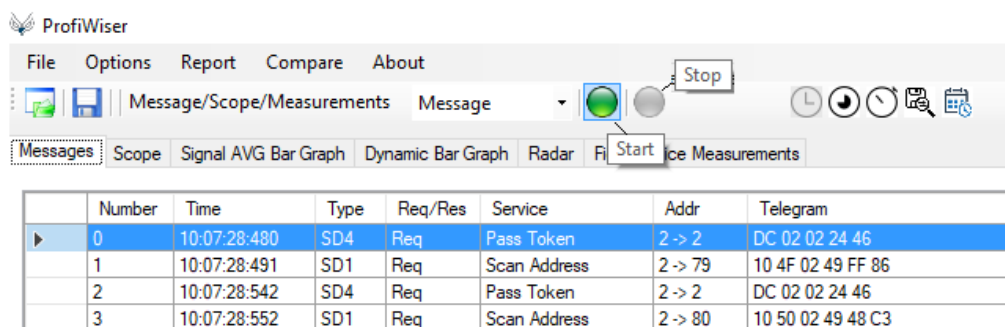 ProfiWiser
File Options Report Compare About
Stop
Message/Scope/Measurements Message
Start
Messages Scope Signal AVG Bar Graph Dynamic Bar Graph Radar Measurements
Number Time Type Req/Res Service Addr Telegram
0 10:07:28:480 SD4 Req Pass Token 2 -> 2 DC 02 02 24 46
1 10:07:28:491 SD1 Req Scan Address 2 -> 79 10 4F 02 49 FF 86
2 10:07:28:542 SD4 Req Pass Token 2 -> 2 DC 02 02 24 46
3 10:07:28:552 SD1 Req Scan Address 2 -> 80 10 50 02 49 48 C3